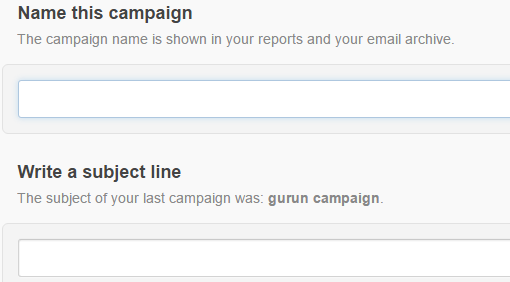 Name this campaign
The campaign name is shown in your reports and your email archive.
Write a subject line
The subject of your last campaign was: gurun campaign.